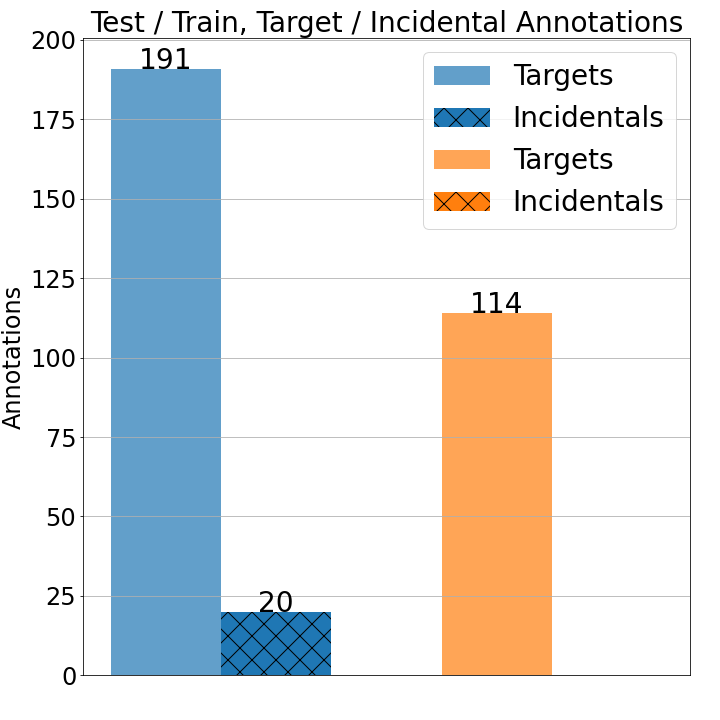 Test / Train, Target / Incidental Annotations
200
175
150
125
100
75
50
25
0
Annotations
191
20
114
Targets
Incidentals
Targets
Incidentals